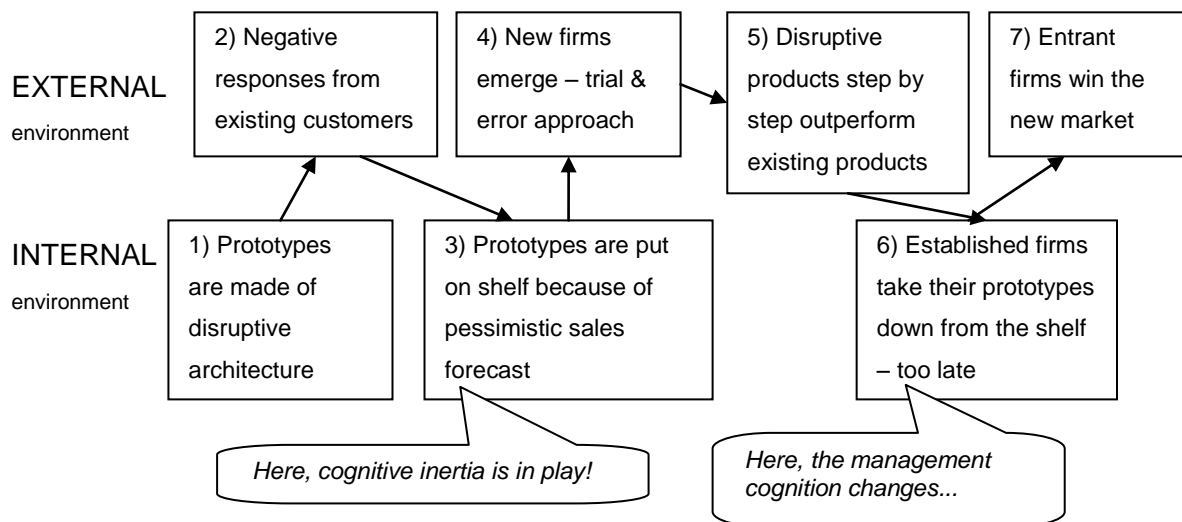 EXTERNAL
environment
2) Negative
responses from
existing customers
4) New firms
emerge – trial &
error approach
5) Disruptive
products step by
step outperform
existing products
7) Entrant
firms win the
new market
INTERNAL
environment
1) Prototypes
are made of
disruptive
architecture
3) Prototypes are put
on shelf because of
pessimistic sales
forecast
6) Established firms
take their prototypes
down from the shelf
– too late
Here, cognitive inertia is in play!
Here, the management
cognition changes...